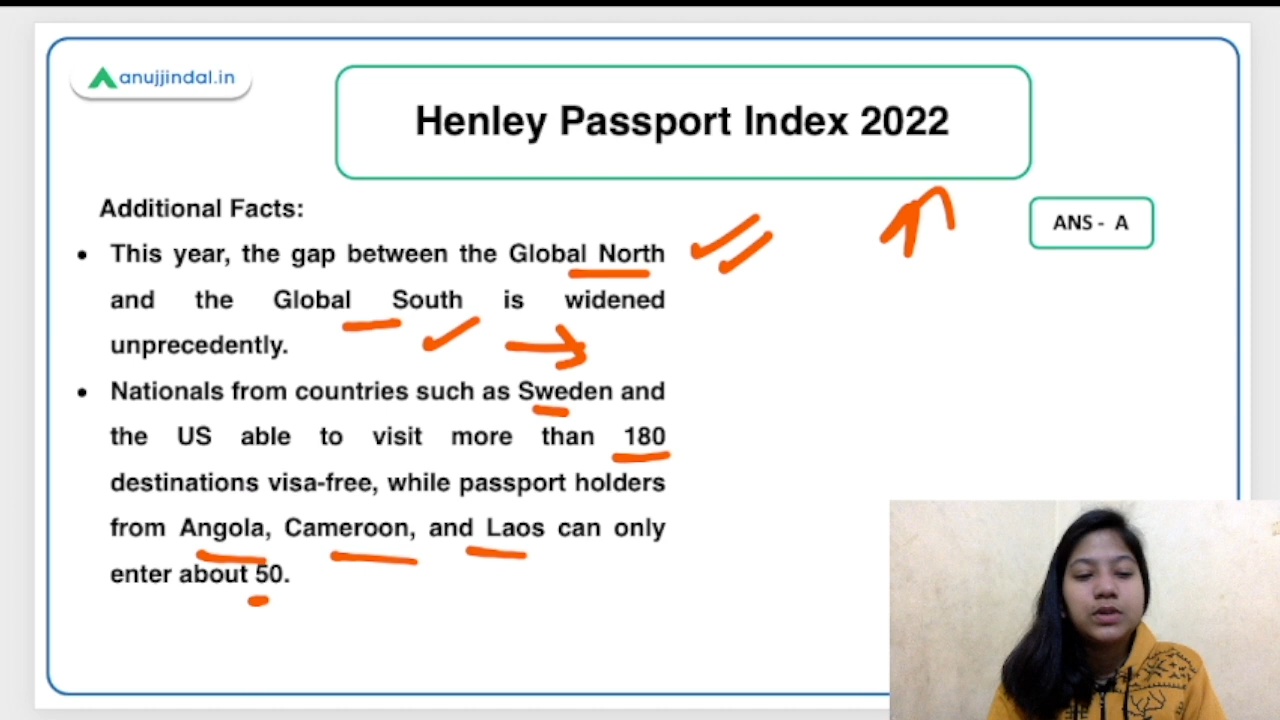 anujjindal.in
Henley Passport Index 2022
Additional Facts:
ANS - A
• This year, the gap between the Global North
and the Global South is widened
unprecedently.
• Nationals from countries such as Sweden and
the US able to visit more than 180
destinations visa-free, while passport holders
from Angola, Cameroon, and Laos can only
enter about 50.